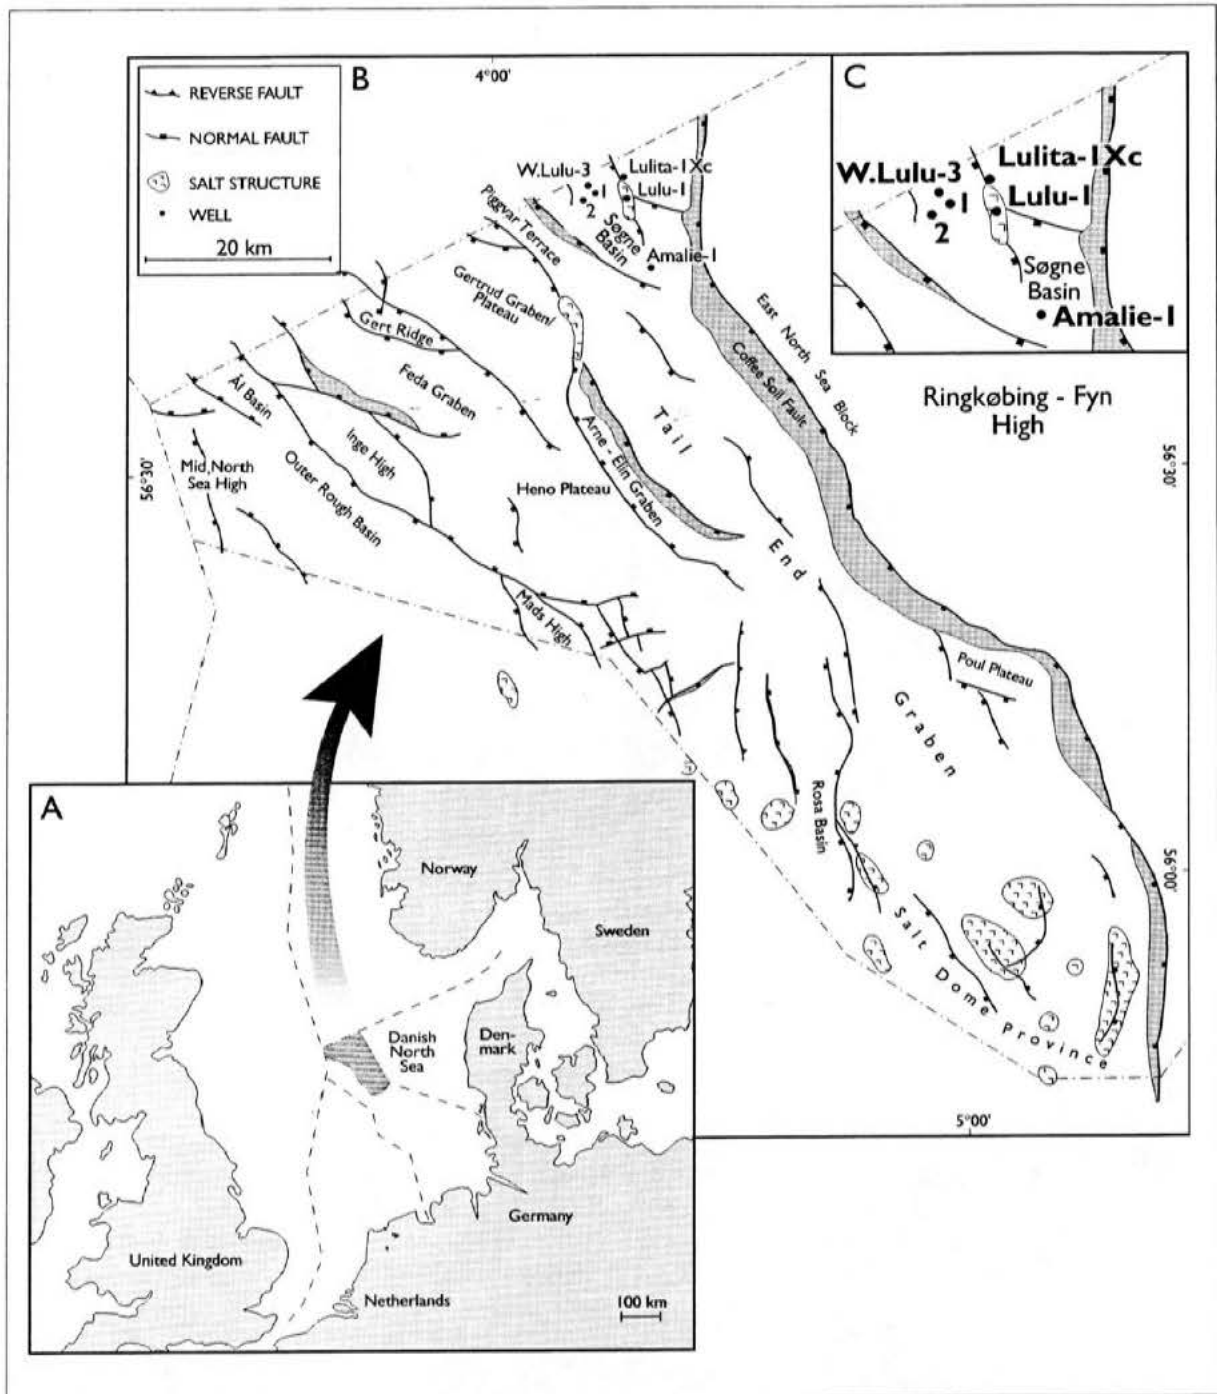 REVERSE FAULT
NORMAL FAULT
SALT STRUCTURE
WELL
20 km
B
4°00'
C
W.Lulu-3
Lulita-1Xc
1
Lulu-1
2
Søgne
Basin
Amalie-1
Piggvar Terrace
Gertrud Graben/
Plateau
Gert Ridge
Feda Graben
Ål Basin
Inge High
Mid North
Sea High
Outer Rough Basin
Heno Plateau
Arne - Elin Graben
Mads High
East North Sea Block
Coffee Soil Fault
Tail
End
Graben
Poul Plateau
Rosa Basin
Salt Dome Province
W.Lulu-3
Lulita-1Xc
1
Lulu-1
2
Søgne
Basin
Amalie-1
Ringkøbing - Fyn
High
56°30'
56°30'
56°00'
5°00'
A
Norway
Sweden
Danish
North
Sea
Den-
mark
Germany
United Kingdom
Netherlands
100 km